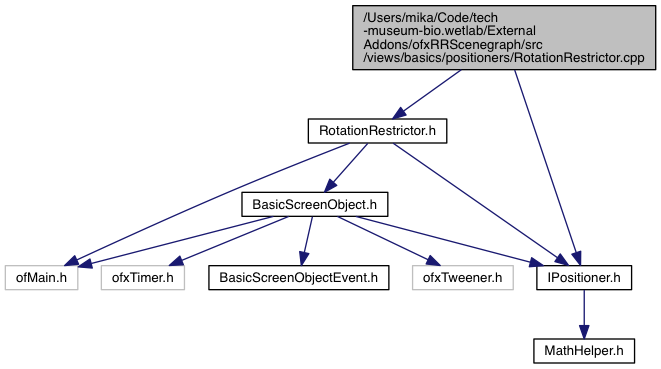 /Users/mika/Code/tech
-museum-bio.wetlab/External
Addons/ofxRRScenegraph/src
/views/basics/positioners/RotationRestrictor.cpp
RotationRestrictor.h
BasicScreenObject.h
ofMain.h
ofxTimer.h
BasicScreenObjectEvent.h
ofxTweener.h
IPositioner.h
MathHelper.h